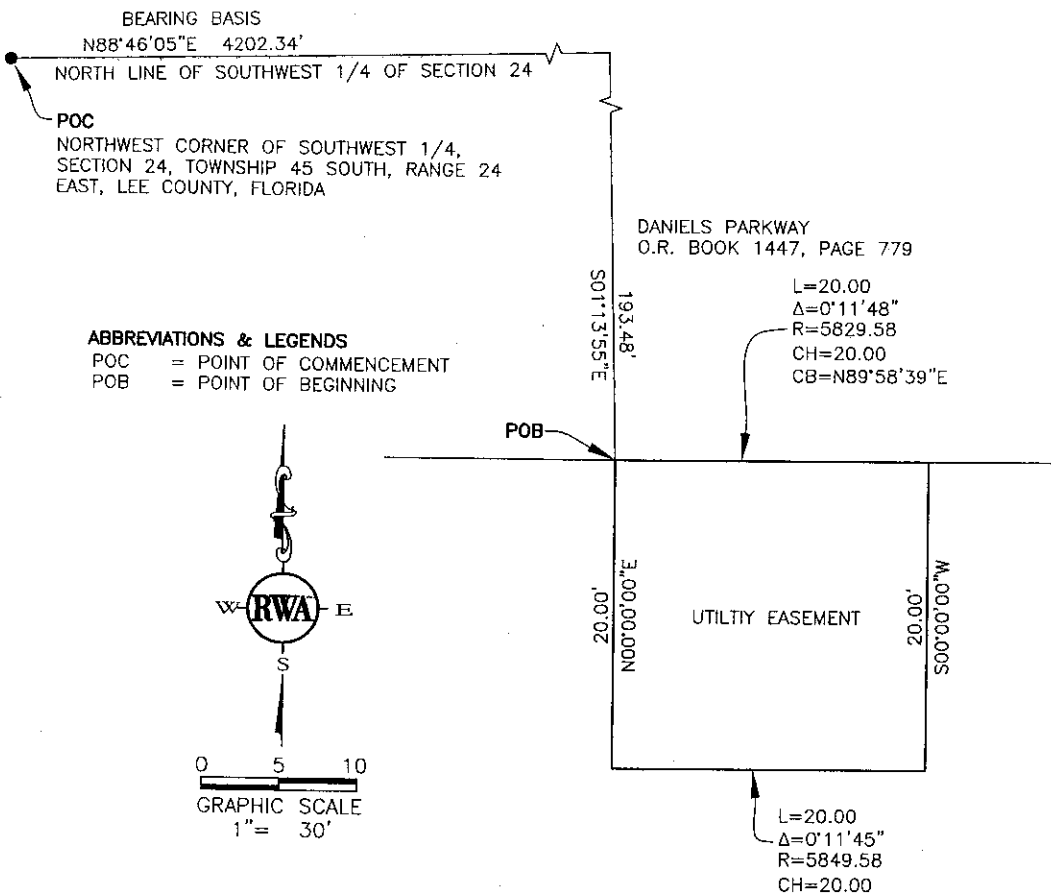 BEARING BASIS
N88°46'05"E 4202.34'
NORTH LINE OF SOUTHWEST 1/4 OF SECTION 24
POC
NORTHWEST CORNER OF SOUTHWEST 1/4,
SECTION 24, TOWNSHIP 45 SOUTH, RANGE 24
EAST, LEE COUNTY, FLORIDA
DANIELS PARKWAY
O.R. BOOK 1447, PAGE 779
193.48'
S01°13'55"E
L=20.00
Δ=0°11'48"
R=5829.58
CH=20.00
CB=N89°58'39"E
ABBREVIATIONS & LEGENDS
POC = POINT OF COMMENCEMENT
POB = POINT OF BEGINNING
POB
N00°00'00"E
20.00'
UTILTIY EASEMENT
20.00'
S00°00'00"W
W RWA E
S
0 5 10
GRAPHIC SCALE
1"= 30'
L=20.00
Δ=0°11'45"
R=5849.58
CH=20.00